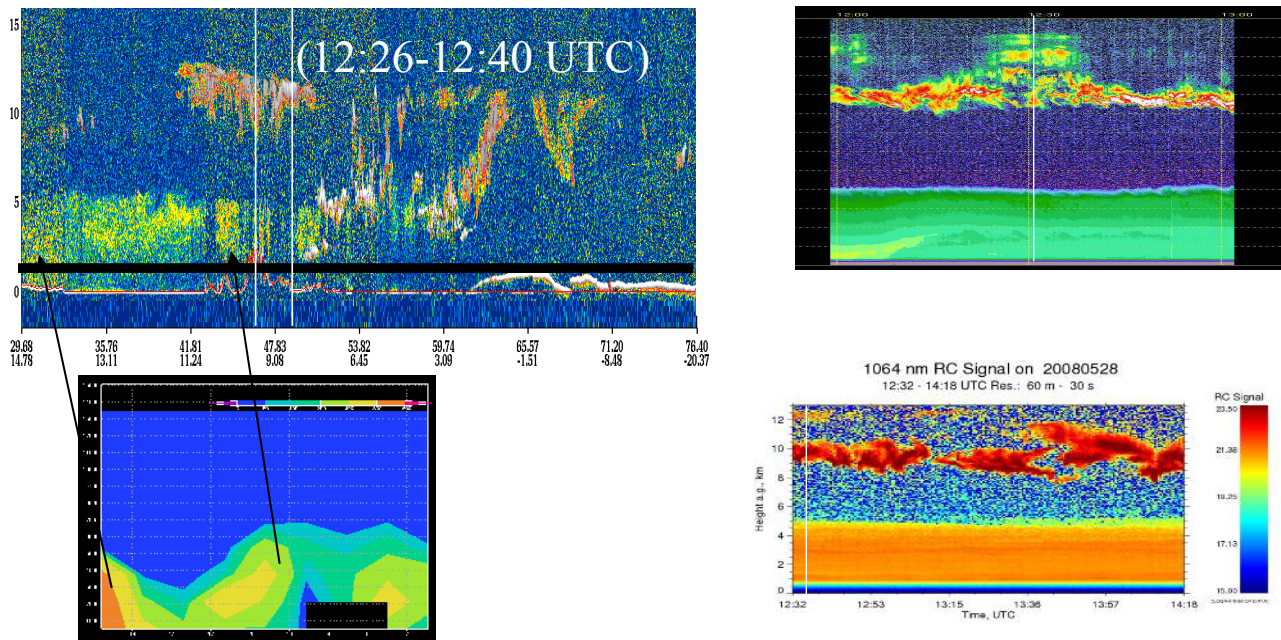 15
(12:26-12:40 UTC)
10
5
0
29.68 35.76 41.81 47.83 53.82 59.74 65.57 71.20 76.40
14.78 13.11 11.24 9.08 6.45 3.09 -1.51 -8.48 -20.37
12:00 12:30 13:00
1064 nm RC Signal on 20080528
12:32 - 14:18 UTC Res.: 60 m - 30 s
RC Signal
23.50
21.38
19.25
17.13
15.00
Height a.g., km
12
10
8
6
4
2
0
12:32 12:53 13:15 13:36 13:57 14:18
Time, UTC